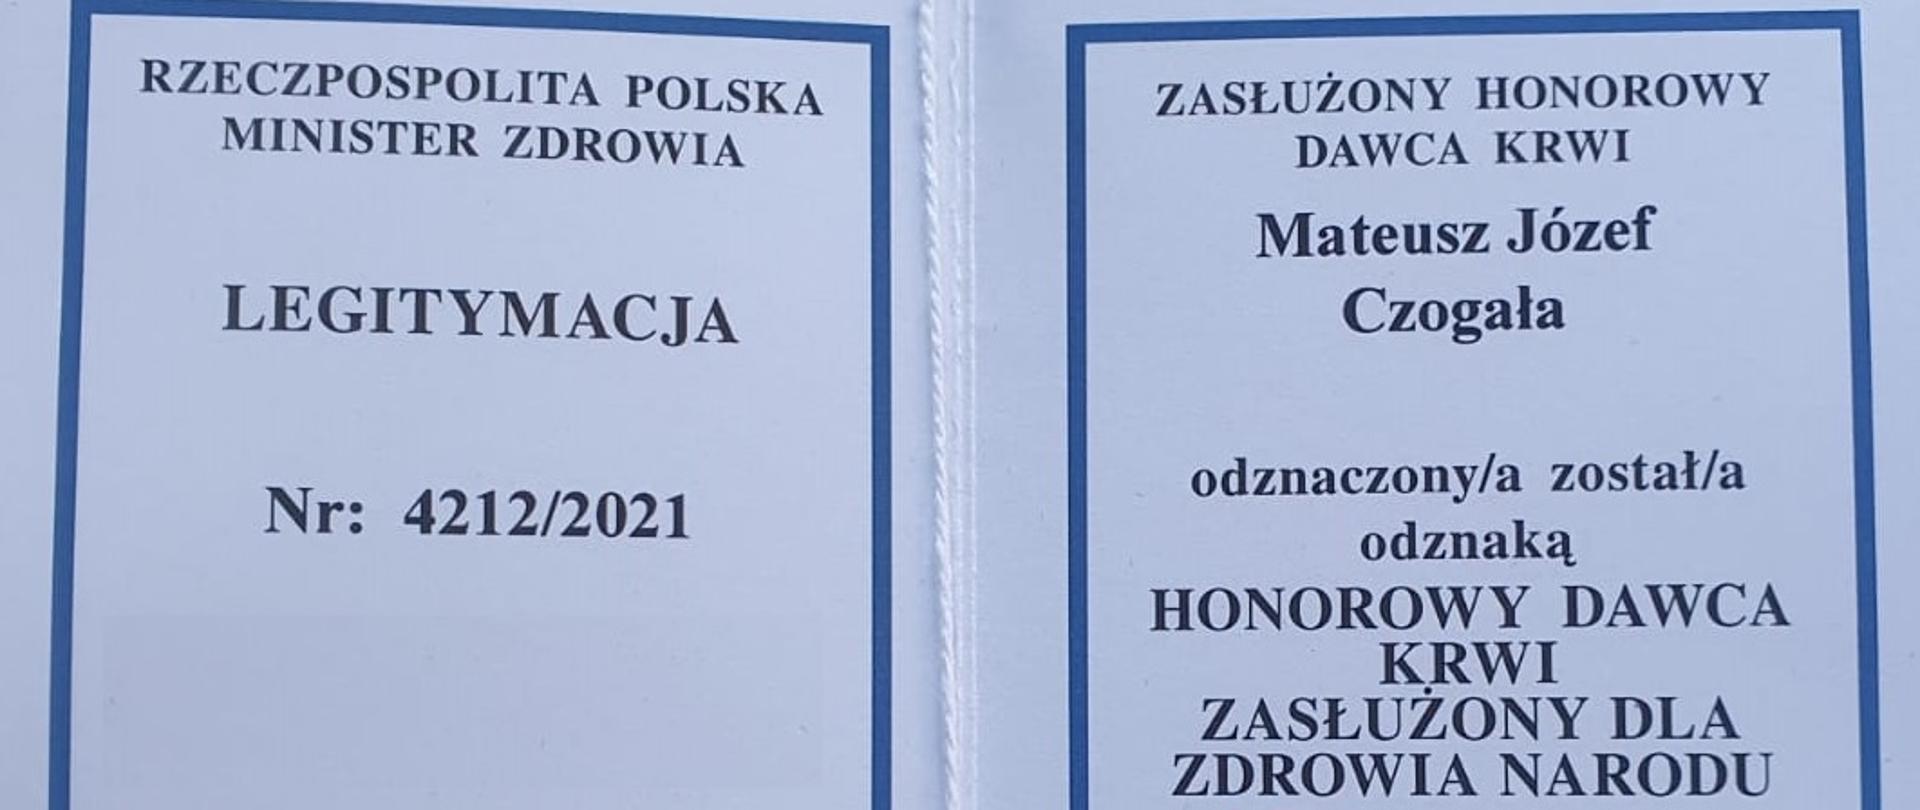 RZECZPOSPOLITA POLSKA
MINISTER ZDROWIA
LEGITYMACJA
Nr: 4212/2021
ZASŁUŻONY HONOROWY
DAWCA KRWI
Mateusz Józef
Czogała
odznaczony/a został/a
odznaką
HONOROWY DAWCA
KRWI
ZASŁUŻONY DLA
ZDROWIA NARODU